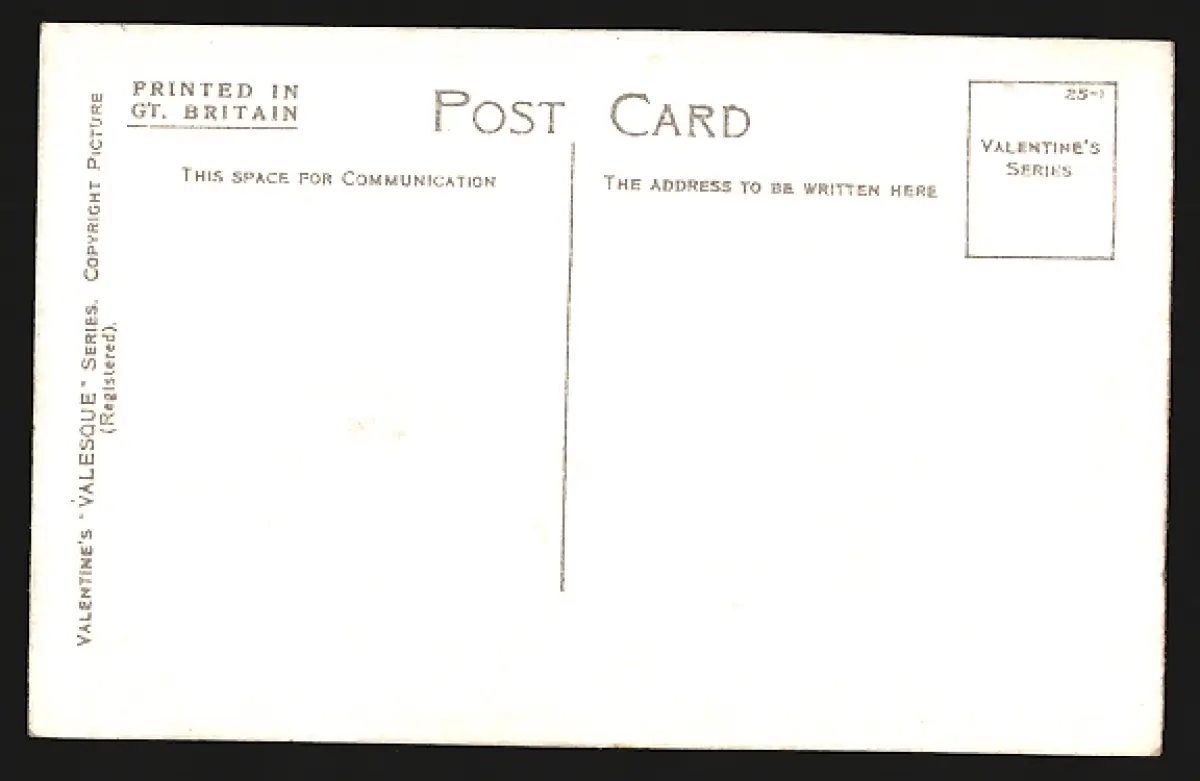 PRINTED IN
GT. BRITAIN
POST CARD
THIS SPACE FOR COMMUNICATION
THE ADDRESS TO BE WRITTEN HERE
VALENTINE'S
SERIES
VALENTINE'S "VALESQUE" SERIES. COPYRIGHT PICTURE
(Registered).